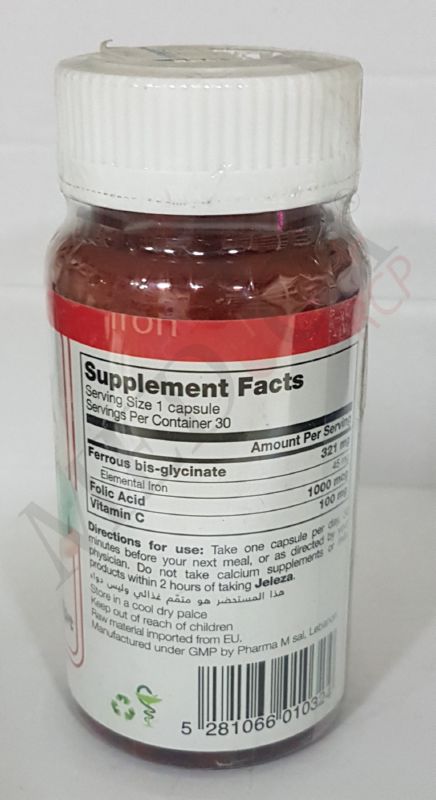 Iron
Supplement Facts
Serving Size 1 capsule
Servings Per Container 30
Amount Per Serving
Ferrous bis-glycinate 321 mg
Elemental Iron 45 mg
Folic Acid 1000 mcg
Vitamin C 100 mg
Directions for use: Take one capsule per day,
minutes before your next meal, or as directed by
physician. Do not take calcium supplements or
products within 2 hours of taking Jeleza.
هذا المستحضر هو متمّم غذائي وليس دواء
Store in a cool dry palce
Keep out of reach of children
Raw material imported from EU.
Manufactured under GMP by Pharma M sal, Lebanon
5 281066 01032